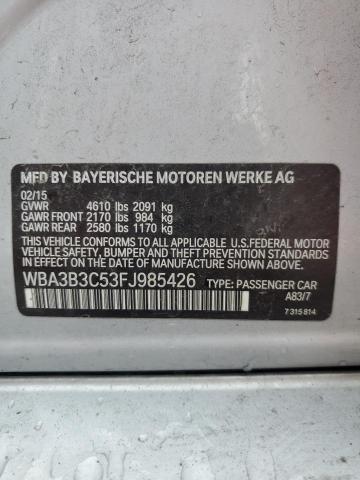 MFD BY BAYERISCHE MOTOREN WERKE AG
02/15
GVWR 4610 lbs 2091 kg
GAWR FRONT 2170 lbs 984 kg
GAWR REAR 2580 lbs 1170 kg
THIS VEHICLE CONFORMS TO ALL APPLICABLE
U.S.FEDERAL MOTOR
VEHICLE SAFETY, BUMPER AND THEFT PREVENTION
STANDARDS IN EFFECT ON THE DATE OF
MANUFACTURE SHOWN ABOVE.
WBA3B3C53FJ985426 TYPE: PASSENGER CAR
A83/7
7 315 814